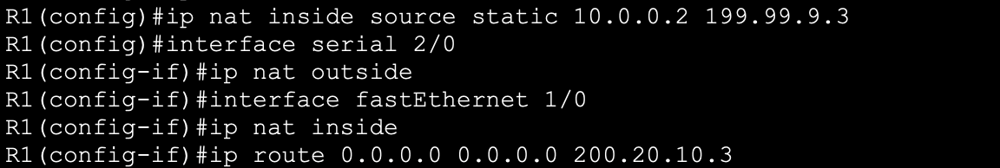 R1(config)#ip nat inside source static 10.0.0.2 199.99.9.3
R1(config)#interface serial 2/0
R1(config-if)#ip nat outside
R1(config-if)#interface fastEthernet 1/0
R1(config-if)#ip nat inside
R1(config-if)#ip route 0.0.0.0 0.0.0.0 200.20.10.3